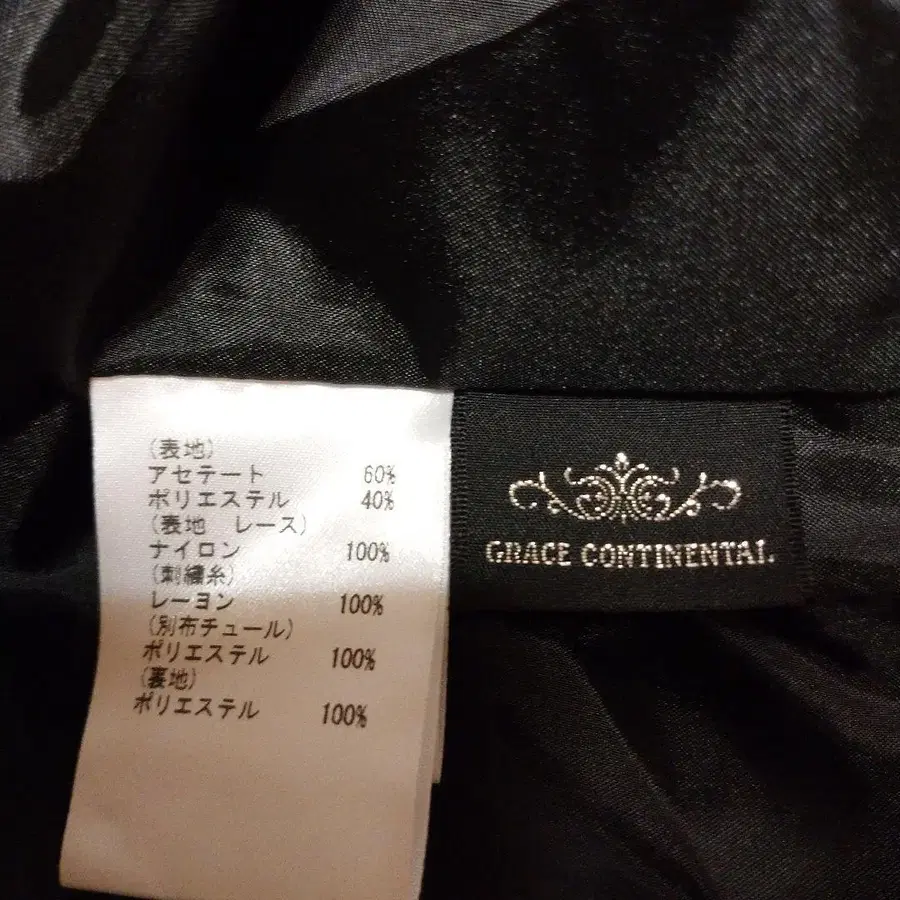 (表地)
アセテート 60%
ポリエステル 40%
(表地 レース)
ナイロン 100%
(刺繍糸)
レーヨン 100%
(別布チュール)
ポリエステル 100%
(裏地)
ポリエステル 100%
GRACE CONTINENTAL